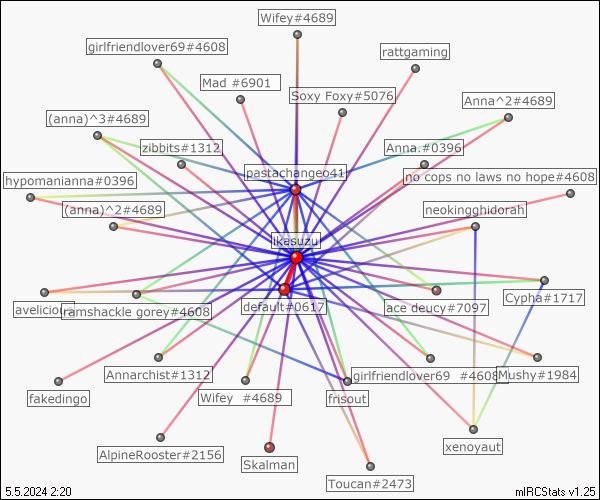 Wifey#4689
girlfriendlover69#4608
rattgaming
Mad #6901
Soxy Foxy#5076
Anna^2#4689
(anna)^3#4689
zibbits#1312
Anna.#0396
pastachangeo41
no cops no laws no hope#4608
hypomanianna#0396
(anna)^2#4689
neokinghidorah
ikasuzu
Cypha#1717
avelicious
ramshackle gorey#4608
default#0617
ace deucy#7097
Annarchist#1312
girlfriendlover69 #4608
Mushy#1984
fakedingo
Wifey #4689
frisout
xenoyaut
AlpineRooster#2156
Skalman
Toucan#2473
5.5.2024 2:20
mIRCStats v1.25